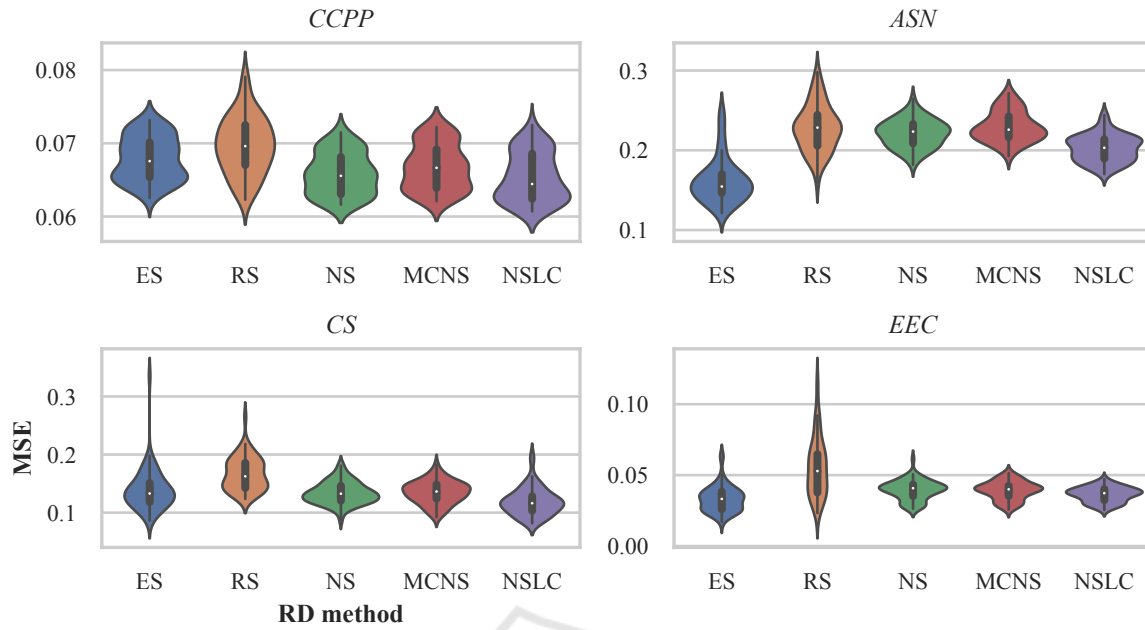 CCPP
ASN
0.08
0.07
0.06
0.3
0.2
0.1
ES RS NS MCNS NSLC
ES RS NS MCNS NSLC
CS
EEC
MSE
0.3
0.2
0.1
0.10
0.05
0.00
ES RS NS MCNS NSLC
ES RS NS MCNS NSLC
RD method